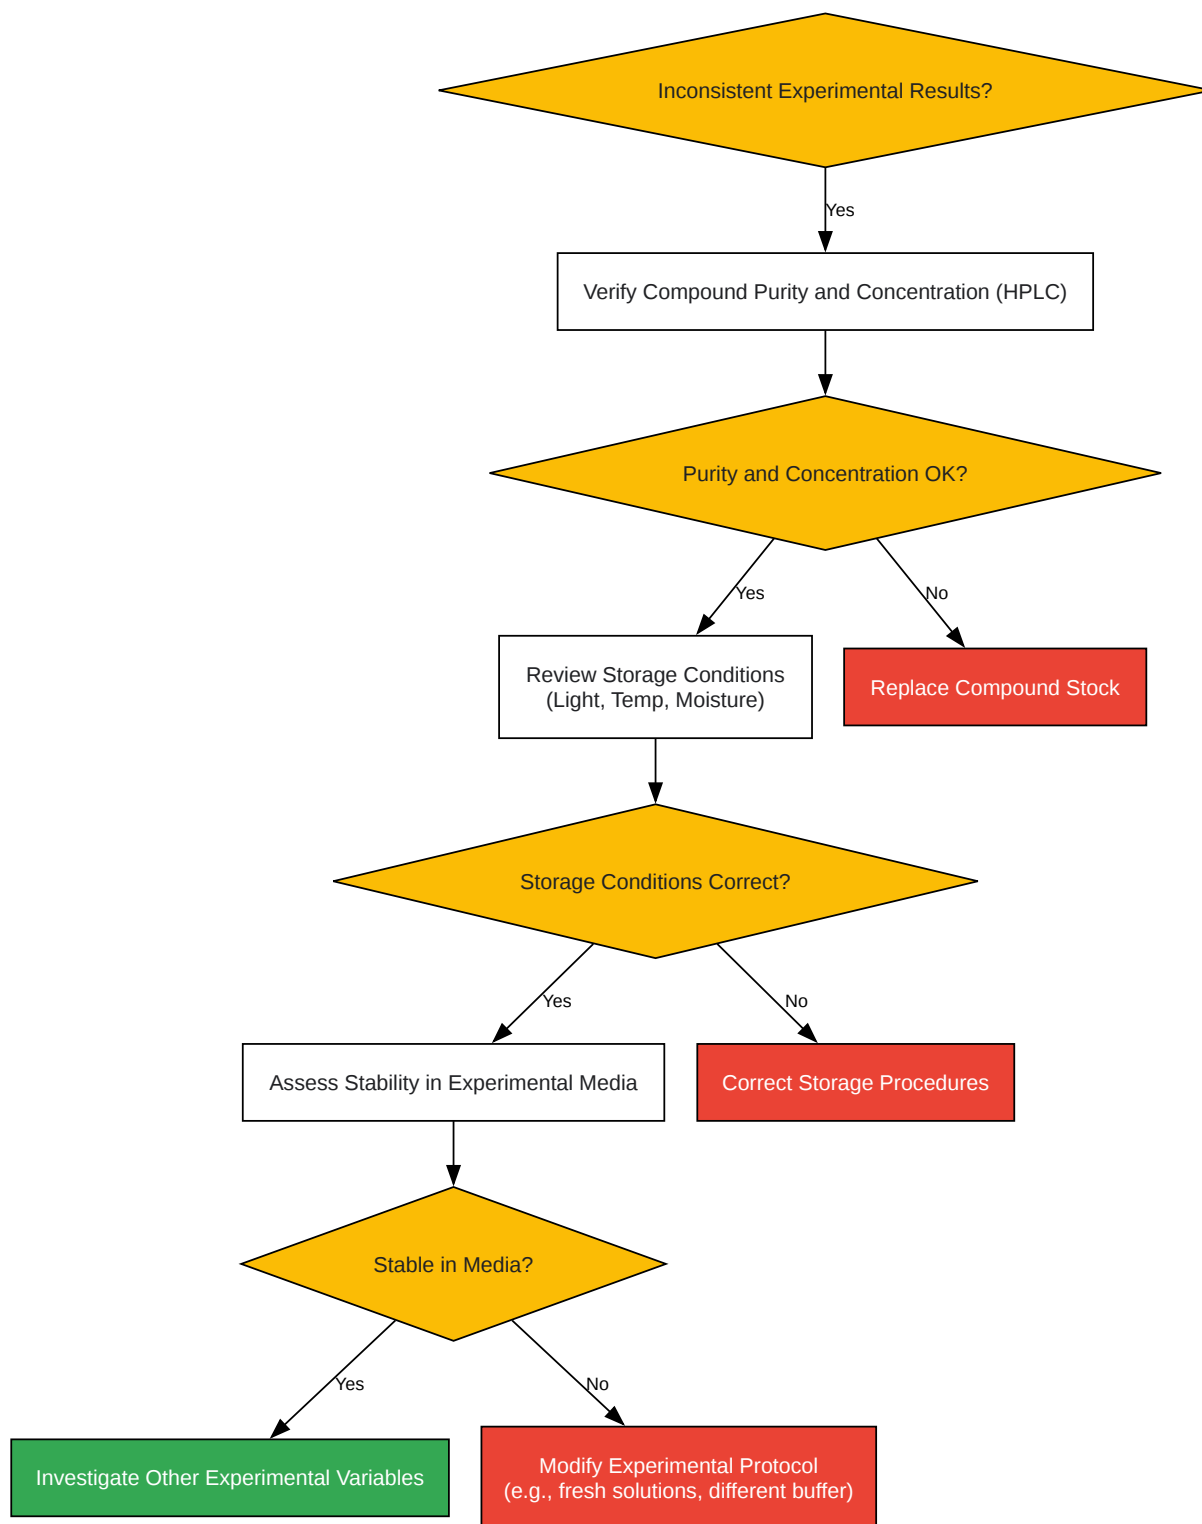 Inconsistent Experimental Results?
Yes
Verify Compound Purity and Concentration (HPLC)
Purity and Concentration OK?
Yes
No
Review Storage Conditions
(Light, Temp, Moisture)
Replace Compound Stock
Storage Conditions Correct?
Yes
No
Assess Stability in Experimental Media
Correct Storage Procedures
Stable in Media?
Yes
No
Investigate Other Experimental Variables
Modify Experimental Protocol
(e.g., fresh solutions, different buffer)